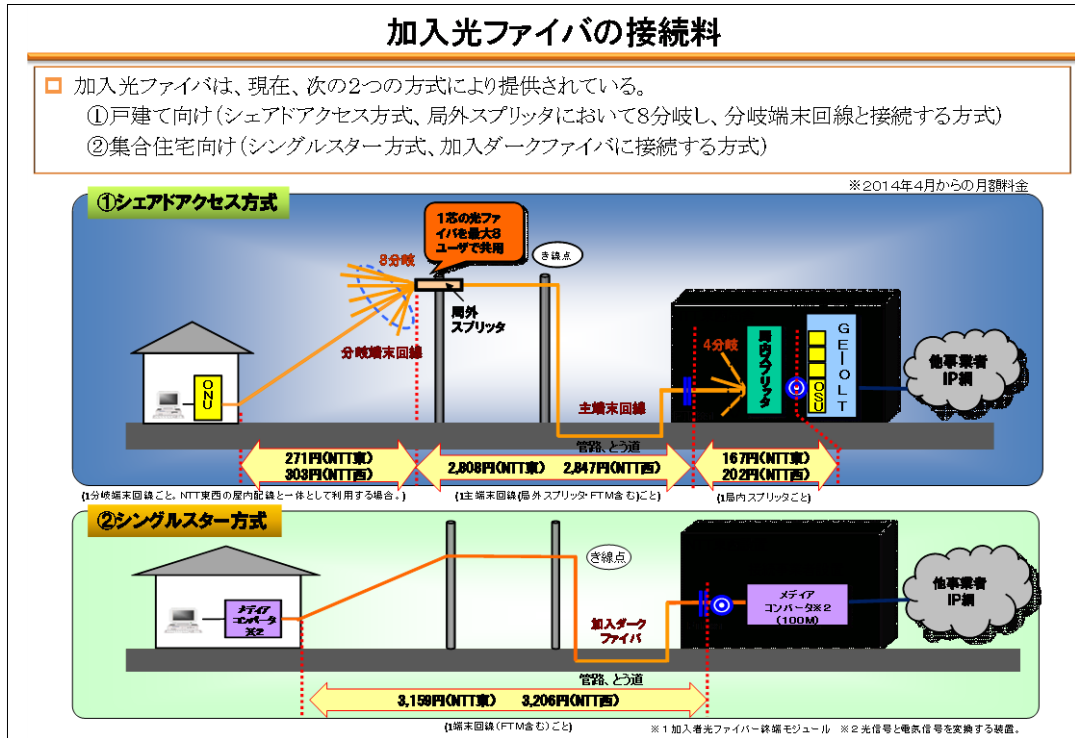 加入光ファイバの接続料
加入光ファイバは、現在、次の2つの方式により提供されている。
①戸建て向け(シェアドアクセス方式、局外スプリッタにおいて8分岐し、分岐端末回線と接続する方式)
②集合住宅向け(シングルスター方式、加入ダークファイバに接続する方式)
※2014年4月からの月額料金
①シェアドアクセス方式
1芯の光ファ
イバを最大8
ユーザで共用
8分岐
き線点
局外
スプリッタ
分岐端末回線
ONU
主端末回線
4分岐
局内スプリッタ
OSU
GE|OLT
他事業者
IP網
管路、とう道
271円(NTT東)
303円(NTT西)
2,808円(NTT東) 2,847円(NTT西)
167円(NTT東)
202円(NTT西)
(1分岐端末回線ごと。NTT東西の屋内配線と一体として利用する場合。)
(1主端末回線(局外スプリッタ・FTM含む)ごと)
(1局内スプリッタごと)
②シングルスター方式
き線点
メディア
コンバータ
※2
加入ダーク
ファイバ
メディア
コンバータ※2
(100M)
他事業者
IP網
管路、とう道
3,159円(NTT東) 3,206円(NTT西)
(1端末回線(FTM含む)ごと)
※1加入者光ファイバー終端モジュール ※2光信号と電気信号を変換する装置。